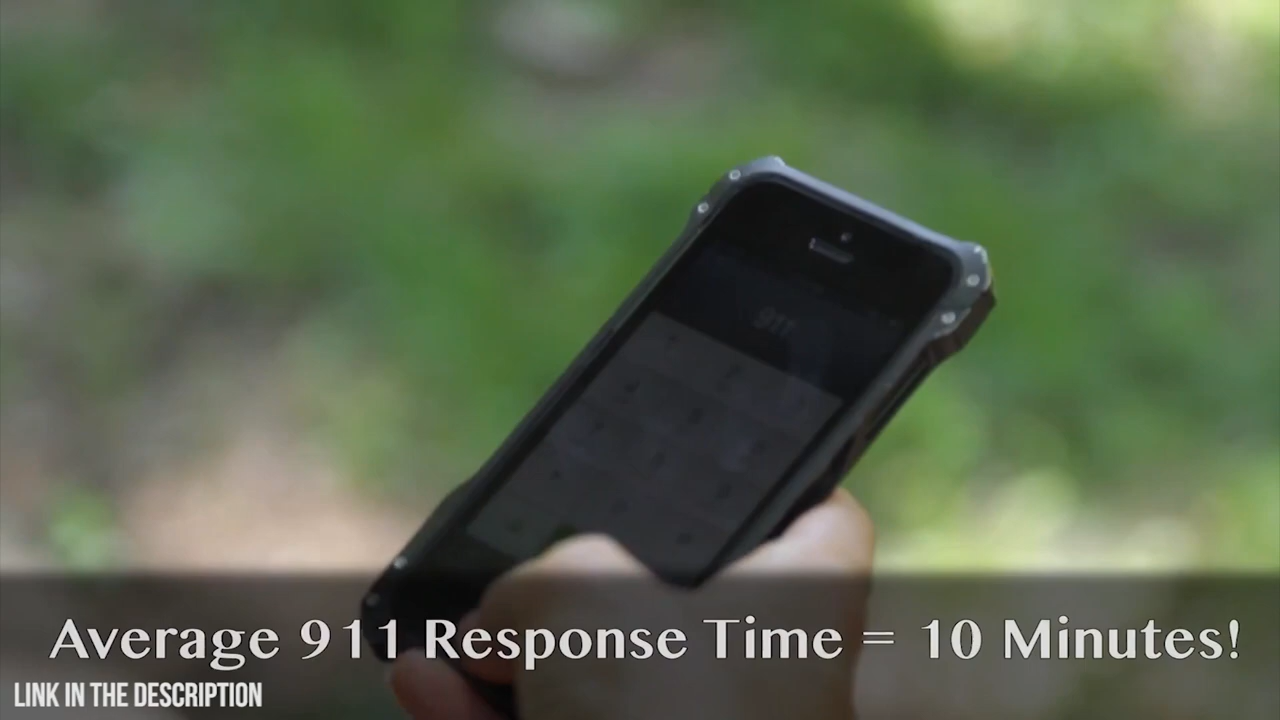 911
Average 911 Response Time = 10 Minutes!
LINK IN THE DESCRIPTION